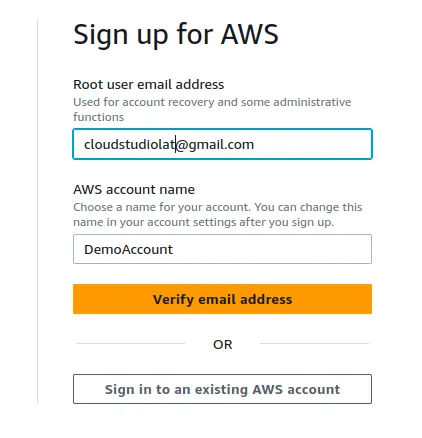 Sign up for AWS
Root user email address
Used for account recovery and some administrative
functions
cloudstudiolat@gmail.com
AWS account name
Choose a name for your account. You can change this
name in your account settings after you sign up.
DemoAccount
Verify email address
OR
Sign in to an existing AWS account